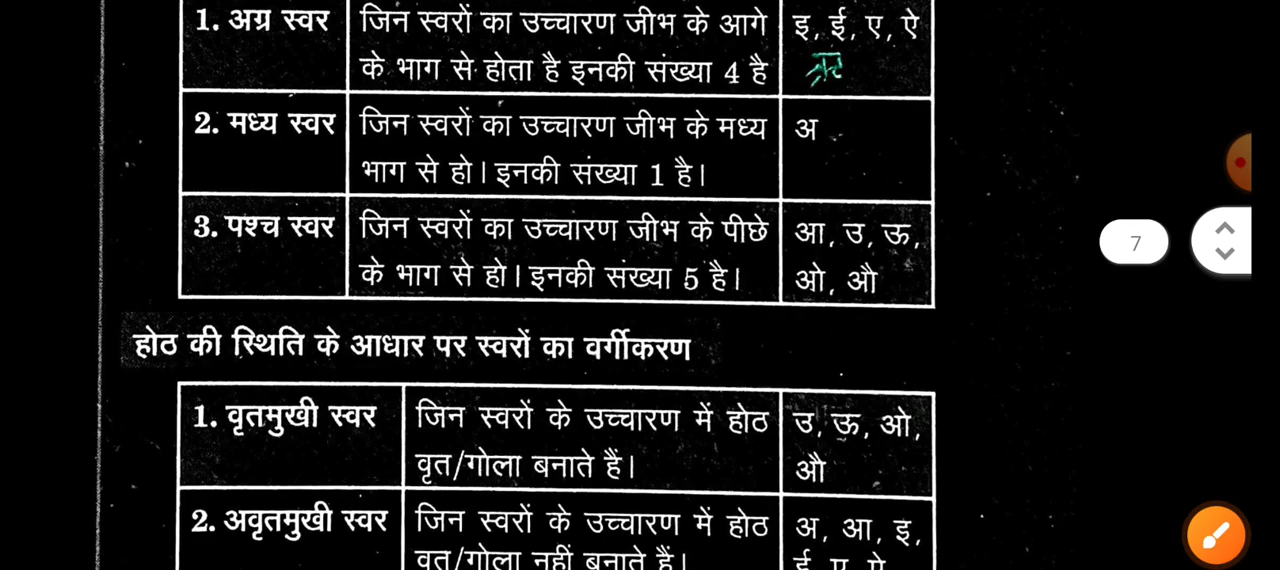 1. अग्र स्वर जिन स्वरों का उच्चारण जीभ के आगे इ, ई, ए, ऐ
के भाग से होता है इनकी संख्या 4 है ऋ
2. मध्य स्वर जिन स्वरों का उच्चारण जीभ के मध्य अ
भाग से हो। इनकी संख्या 1 है।
3. पश्च स्वर जिन स्वरों का उच्चारण जीभ के पीछे आ, उ, ऊ,
के भाग से हो। इनकी संख्या 5 है। ओ, औ
7
होठ की स्थिति के आधार पर स्वरों का वर्गीकरण
1. वृतमुखी स्वर जिन स्वरों के उच्चारण में होठ उ, ऊ, ओ,
वृत/गोला बनाते हैं। औ
2. अवृतमुखी स्वर जिन स्वरों के उच्चारण में होठ अ, आ, इ,
वृत/गोला नहीं बनाते हैं। ई, ए, ऐ